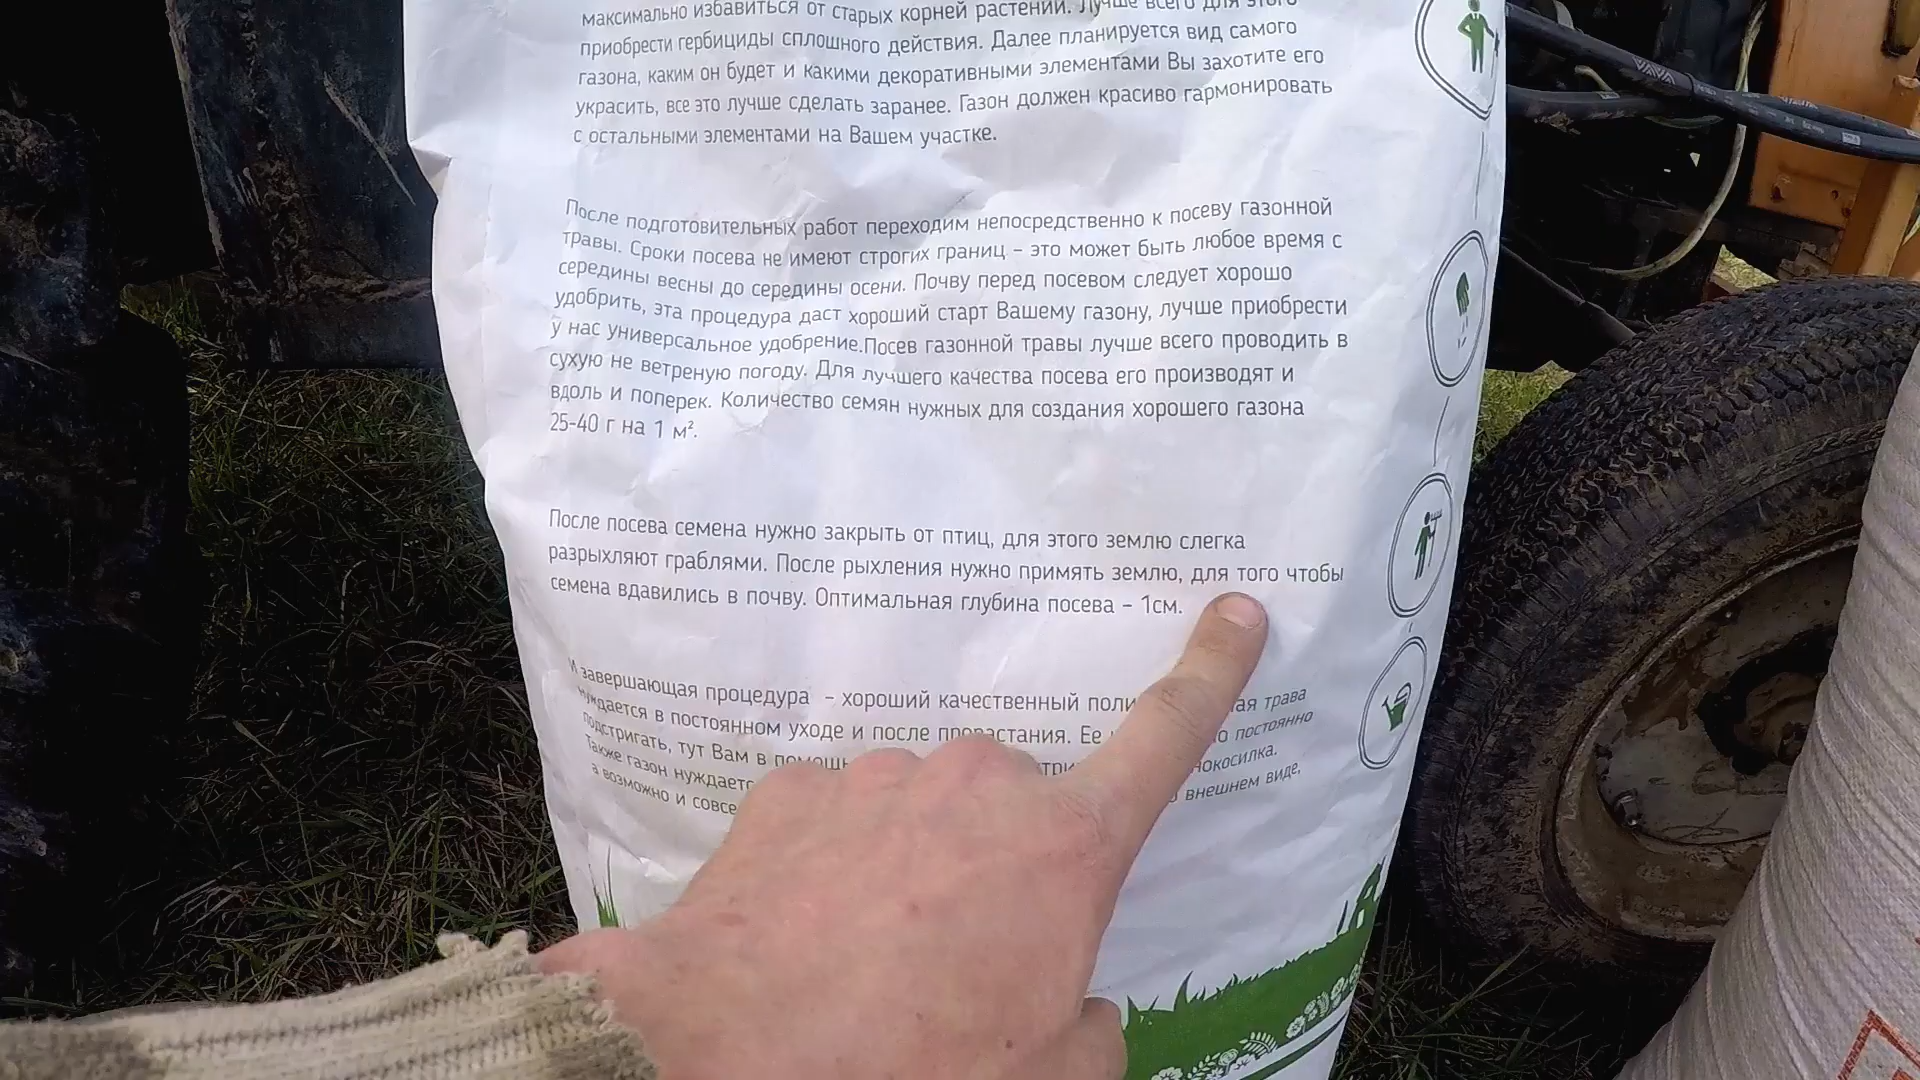 максимально избавиться от старых корней растений. Лучше всего для этого
приобрести гербициды сплошного действия. Далее планируется вид самого
газона, каким он будет и какими декоративными элементами Вы захотите его
украсить, все это лучше сделать заранее. Газон должен красиво гармонировать
с остальными элементами на Вашем участке.
После подготовительных работ переходим непосредственно к посеву газонной
травы. Сроки посева не имеют строгих границ – это может быть любое время с
середины весны до середины осени. Почву перед посевом следует хорошо
удобрить, эта процедура даст хороший старт Вашему газону, лучше приобрести
у нас универсальное удобрение.Посев газонной травы лучше всего проводить в
сухую не ветреную погоду. Для лучшего качества посева его производят и
вдоль и поперек. Количество семян нужных для создания хорошего газона
25-40 г на 1 м².
После посева семена нужно закрыть от птиц, для этого землю слегка
разрыхляют граблями. После рыхления нужно примять землю, для того чтобы
семена вдавились в почву. Оптимальная глубина посева – 1см.
И завершающая процедура – хороший качественный трава
нуждается в постоянном уходе и после прорастания. Ее постоянно
подстригать, тут Вам в
Также газон нуждается внешнем виде,
а возможно и